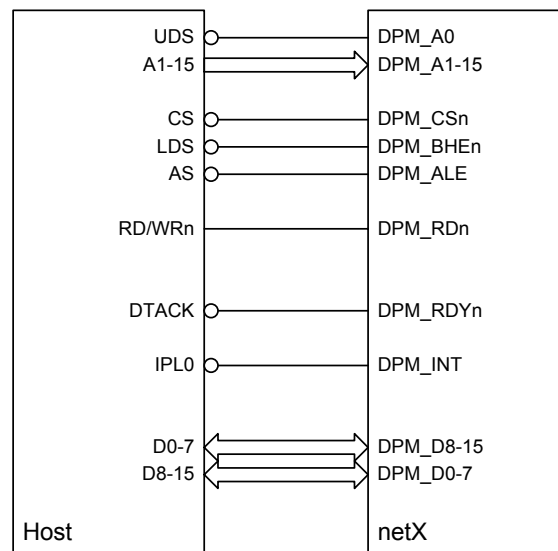 UDS DPM_A0
A1-15 DPM_A1-15
CS DPM_CSn
LDS DPM_BHEn
AS DPM_ALE
RD/WRn DPM_RDn
DTACK DPM_RDYn
IPL0 DPM_INT
D0-7 DPM_D8-15
D8-15 DPM_D0-7
Host netX